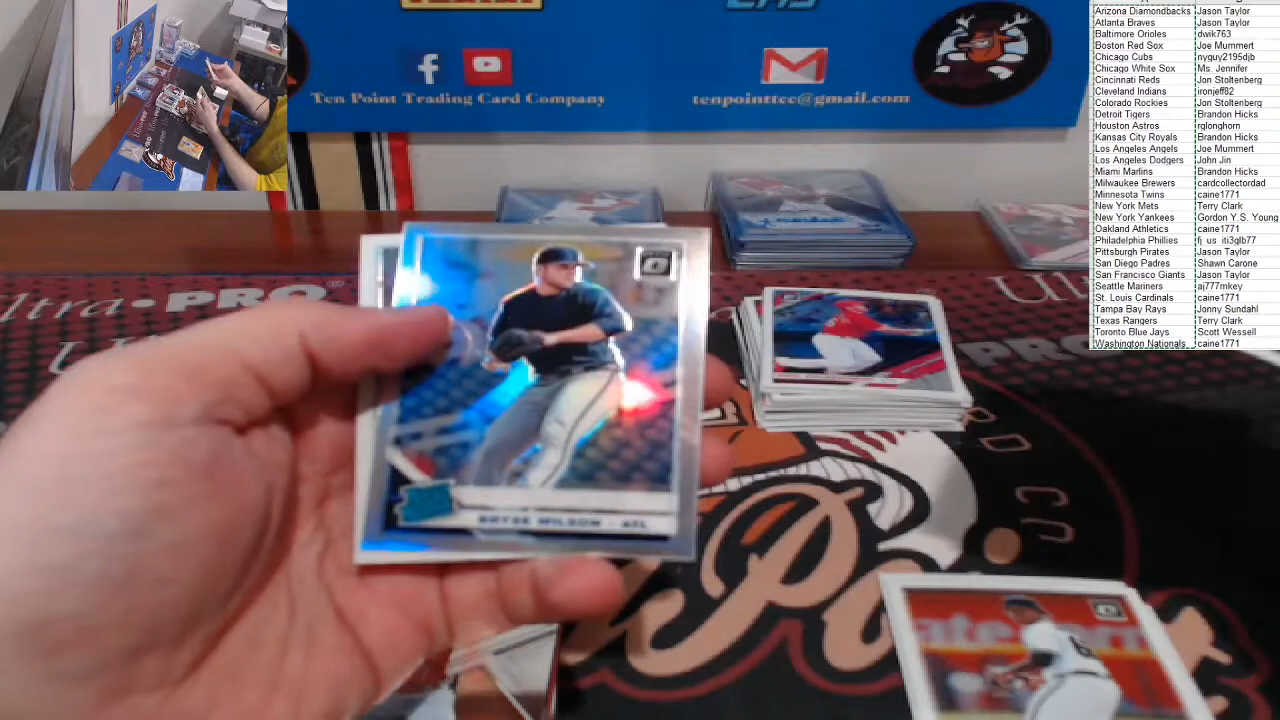 Ten Point Trading Card Company
tenpointtcc@gmail.com
Arizona Diamondbacks Jason Taylor
Atlanta Braves Jason Taylor
Baltimore Orioles dwik763
Boston Red Sox Joe Mummert
Chicago Cubs nyguy2195djb
Chicago White Sox Ms. Jennifer
Cincinnati Reds Jon Stoltenberg
Cleveland Indians ironjeff82
Colorado Rockies Jon Stoltenberg
Detroit Tigers Brandon Hicks
Houston Astros rglonghorn
Kansas City Royals Brandon Hicks
Los Angeles Angels Joe Mummert
Los Angeles Dodgers John Jin
Miami Marlins Brandon Hicks
Milwaukee Brewers cardcollectordad
Minnesota Twins caine1771
New York Mets Terry Clark
New York Yankees Gordon Y.S. Young
Oakland Athletics caine1771
Philadelphia Phillies fj_us_iti3glb77
Pittsburgh Pirates Jason Taylor
San Diego Padres Shawn Carone
San Francisco Giants Jason Taylor
Seattle Mariners aj777mkey
St. Louis Cardinals caine1771
Tampa Bay Rays Jonny Sundahl
Texas Rangers Terry Clark
Toronto Blue Jays Scott Wessell
Washington Nationals caine1771
Ultra PRO
BRYSE WILSON - ATL